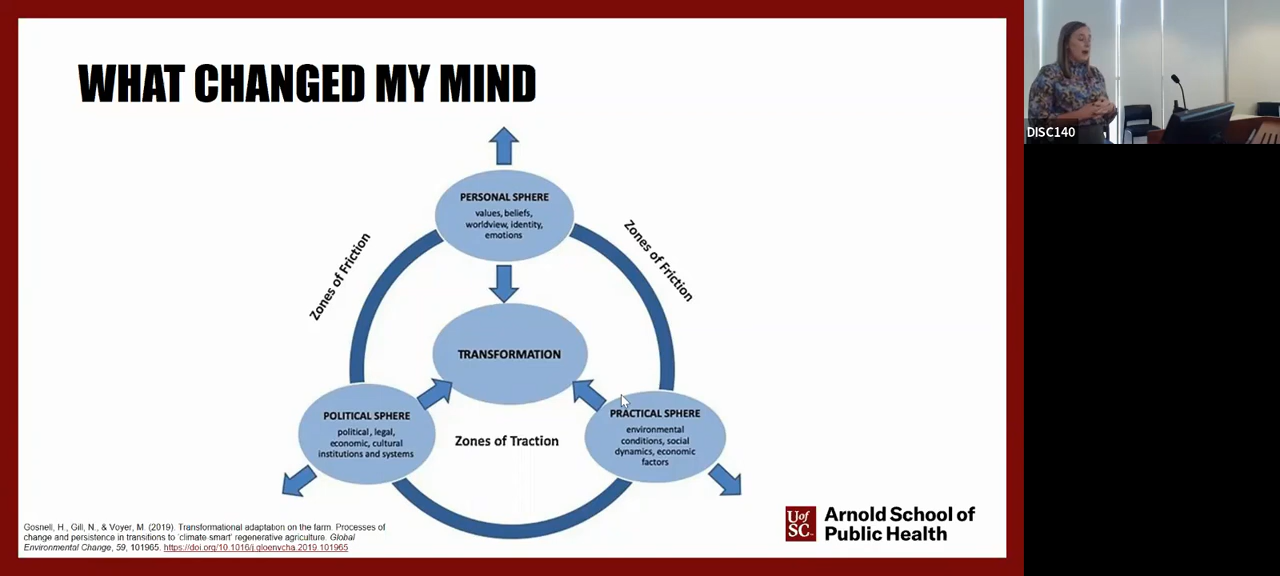 WHAT CHANGED MY MIND
PERSONAL SPHERE
values, beliefs,
worldview, identity,
emotions
Zones of Friction
Zones of Friction
TRANSFORMATION
POLITICAL SPHERE
political, legal,
economic, cultural
institutions and systems
Zones of Traction
PRACTICAL SPHERE
environmental
conditions, social
dynamics, economic
factors
Gosnell, H., Gill, N., & Voyer, M. (2019). Transformational adaptation on the farm. Processes of
change and persistence in transitions to 'climate smart' regenerative agriculture. Global
Environmental Change, 59, 101965. https://doi.org/10.1016/j.gloenvcha.2019.101965
U of SC
Arnold School of
Public Health
DISC140